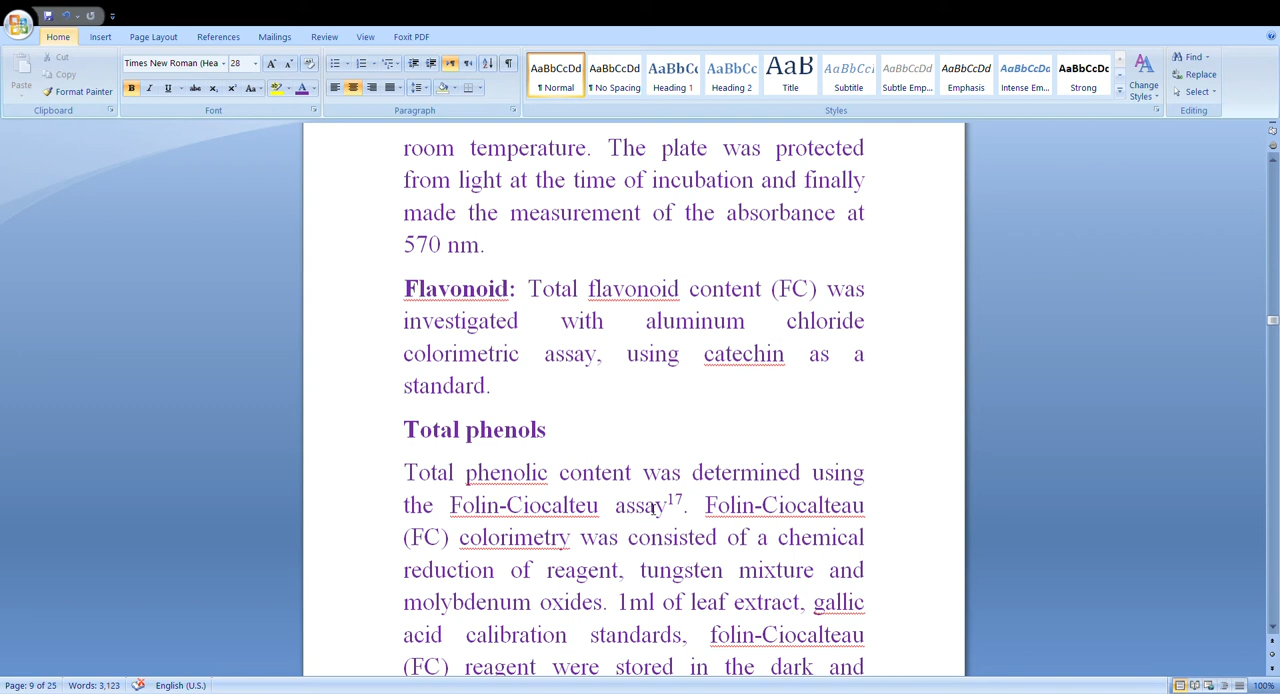 Home Insert Page Layout References Mailings Review View Foxit PDF
Cut
Copy
Paste
Format Painter
Clipboard
Times New Roman (Hea 28
Font
Paragraph
AaBbCcDd AaBbCcDd AaBbCc AaBbCc AaB AaBbCcI AaBbCcDd AaBbCcDd AaBbCcDd AaBbCcDc
¶ Normal ¶ No Spacing Heading 1 Heading 2 Title Subtitle Subtle Emp... Emphasis Intense Em... Strong
Change Styles
Styles
Find
Replace
Select
Editing
room temperature. The plate was protected
from light at the time of incubation and finally
made the measurement of the absorbance at
570 nm.
Flavonoid: Total flavonoid content (FC) was
investigated with aluminum chloride
colorimetric assay, using catechin as a
standard.
Total phenols
Total phenolic content was determined using
the Folin-Ciocalteu assay17. Folin-Ciocalteau
(FC) colorimetry was consisted of a chemical
reduction of reagent, tungsten mixture and
molybdenum oxides. 1ml of leaf extract, gallic
acid calibration standards, folin-Ciocalteau
(FC) reagent were stored in the dark and
Page: 9 of 25 Words: 3,123 English (U.S.) 100%